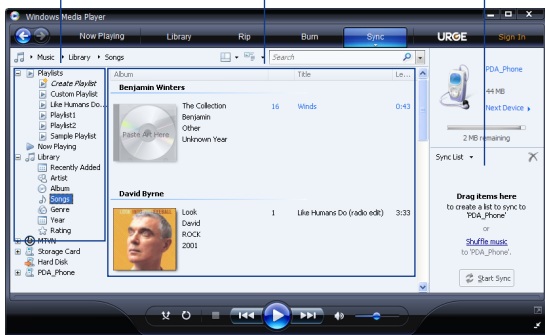 Windows Media Player
Now Playing Library Rip Burn Sync URGE Sign In
Music Library Songs Search
Playlists
Create Playlist
Custom Playlist
Like Humans Do...
Playlist1
Playlist2
Sample Playlist
Now Playing
Library
Recently Added
Artist
Album
Songs
Genre
Year
Rating
MTVN
Storage Card
Hard Disk
PDA_Phone
Album Title Le...
Benjamin Winters
Paste Art Here
The Collection 16 Winds 0:43
Benjamin
Other
Unknown Year
David Byrne
Look 1 Like Humans Do (radio edit) 3:33
David
ROCK
2001
PDA_Phone
44 MB
Next Device
2 MB remaining
Sync List
Drag items here
to create a list to sync to
'PDA_Phone'
or
Shuffle music
to 'PDA_Phone'.
Start Sync